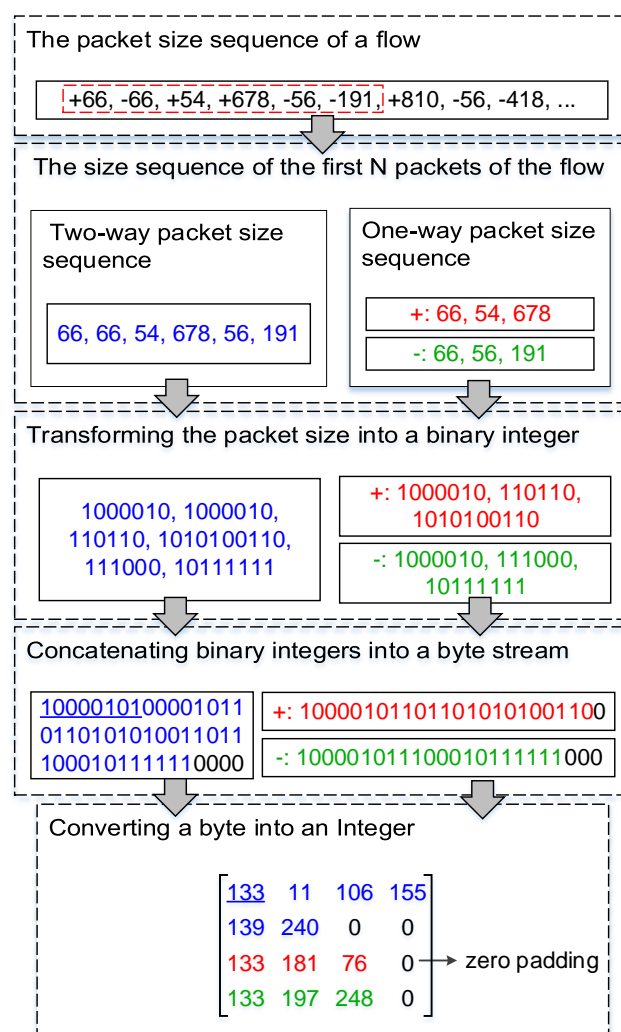 The packet size sequence of a flow
+66, -66, +54, +678, -56, -191, +810, -56, -418, ...
The size sequence of the first N packets of the flow
Two-way packet size
sequence
66, 66, 54, 678, 56, 191
One-way packet size
sequence
+: 66, 54, 678
-: 66, 56, 191
Transforming the packet size into a binary integer
1000010, 1000010,
110110, 1010100110,
111000, 10111111
+: 1000010, 110110,
1010100110
-: 1000010, 111000,
10111111
Concatenating binary integers into a byte stream
1000010100001011
0110101010011011
1000101111110000
+: 100001011011010101001100
-: 100001011100010111111000
Converting a byte into an Integer
133 11 106 155
139 240 0 0
133 181 76 0
zero padding
133 197 248 0